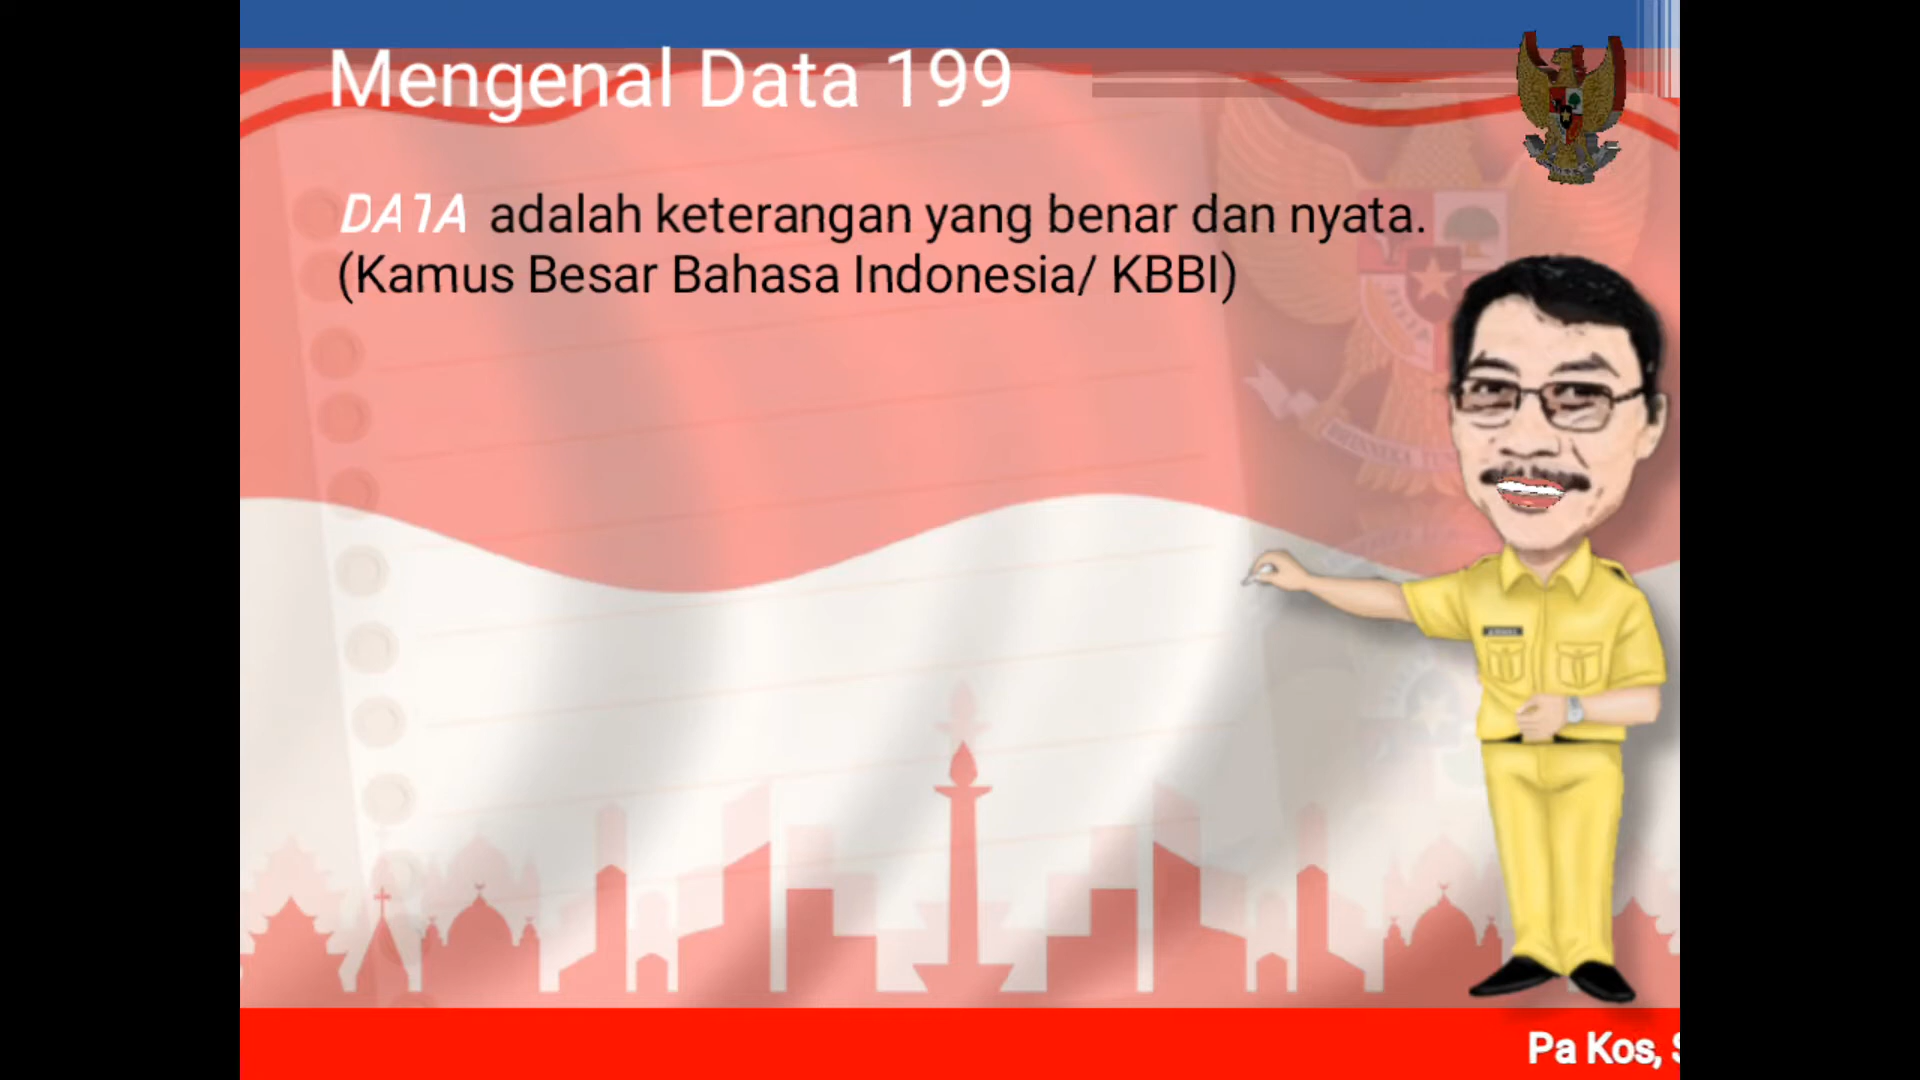 Mengenal Data 199
DATA adalah keterangan yang benar dan nyata.
(Kamus Besar Bahasa Indonesia/ KBBI)
Pa Kos,